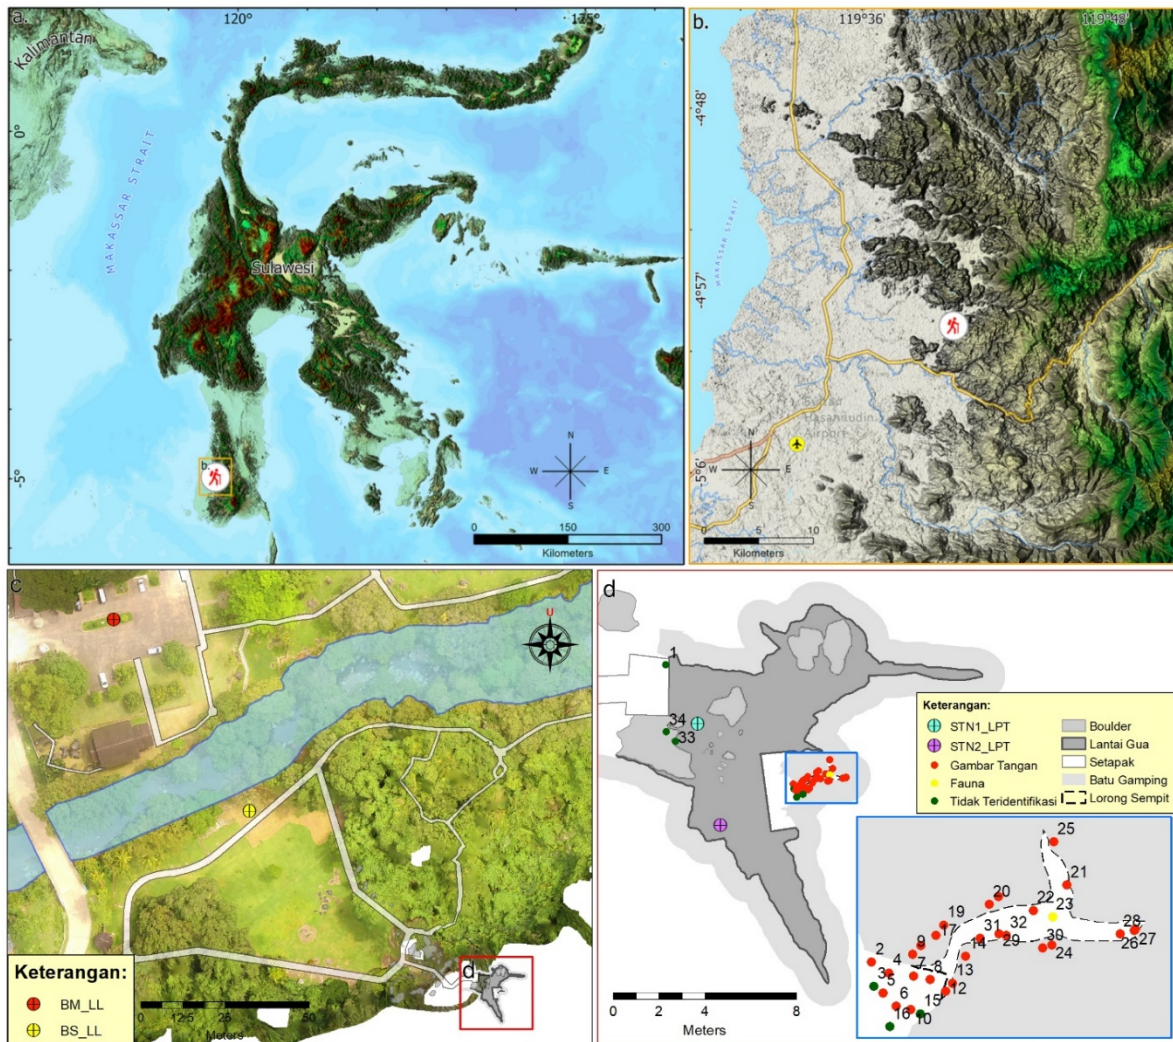 a.
120°
125°
Kalimantan
0°
MAKASSAR STRAIT
Sulawesi
b.
-5°
N
W E
S
0 150 300
Kilometers
b.
119°36'
119°48'
-4°48'
MAKASSAR STRAIT
-4°57'
Hasanuddin
Airport
-5°6'
N
W E
S
0 5 10
Kilometers
c
U
Keterangan:
BM_LL
BS_LL
0 12.5 25 50
Meters
d
d
1
34
33
Keterangan:
STN1_LPT
STN2_LPT
Gambar Tangan
Fauna
Tidak Teridentifikasi
Boulder
Lantai Gua
Setapak
Batu Gamping
Lorong Sempit
0 2 4 8
Meters
25
21
20
22 23
19
17
31 32
28
9
14 29
30
26 27
2
4
24
3
7 8
13
5
12
6
15
16
10